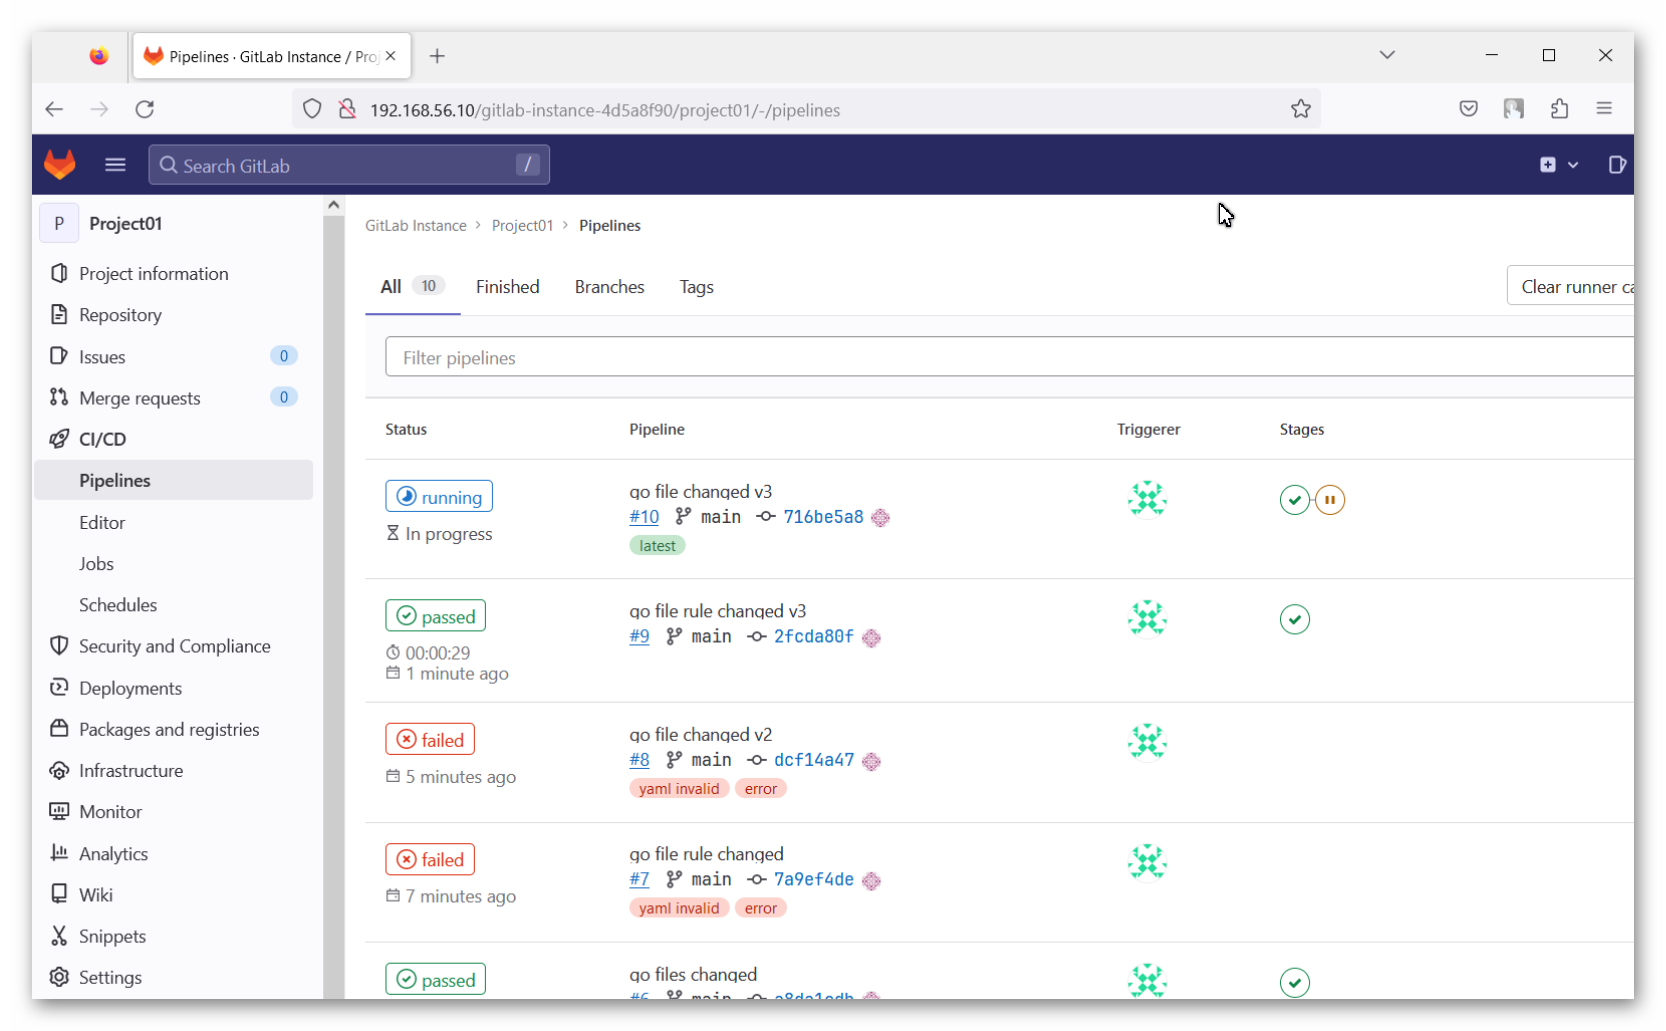 Pipelines · GitLab Instance / Proj
192.168.56.10/gitlab-instance-4d5a8f90/project01/-/pipelines
Search GitLab /
P Project01
Project information
Repository
Issues 0
Merge requests 0
CI/CD
Pipelines
Editor
Jobs
Schedules
Security and Compliance
Deployments
Packages and registries
Infrastructure
Monitor
Analytics
Wiki
Snippets
Settings
GitLab Instance > Project01 > Pipelines
All 10 Finished Branches Tags
Clear runner ca
Filter pipelines
Status Pipeline Triggerer Stages
running
In progress
go file changed v3
#10 main 716be5a8
latest
passed
00:00:29
1 minute ago
go file rule changed v3
#9 main 2fcda80f
failed
5 minutes ago
go file changed v2
#8 main dcf14a47
yaml invalid error
failed
7 minutes ago
go file rule changed
#7 main 7a9ef4de
yaml invalid error
passed
go files changed
#6 main